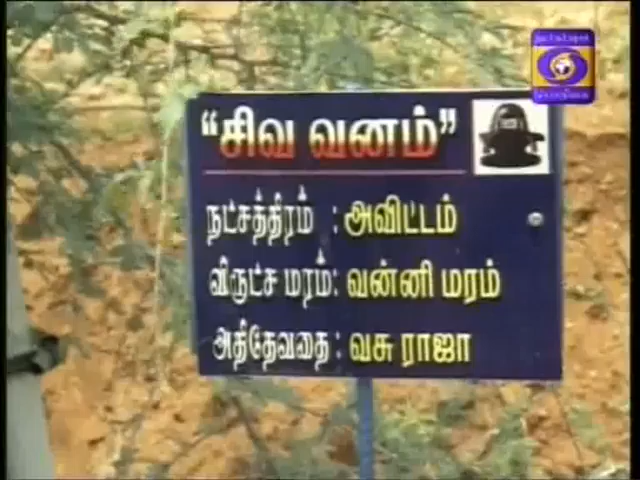 "சிவ வனம்"
நட்சத்திரம் : அவிட்டம்
விருட்ச மரம்: வன்னி மரம்
அதிதேவதை : வசு ராஜா